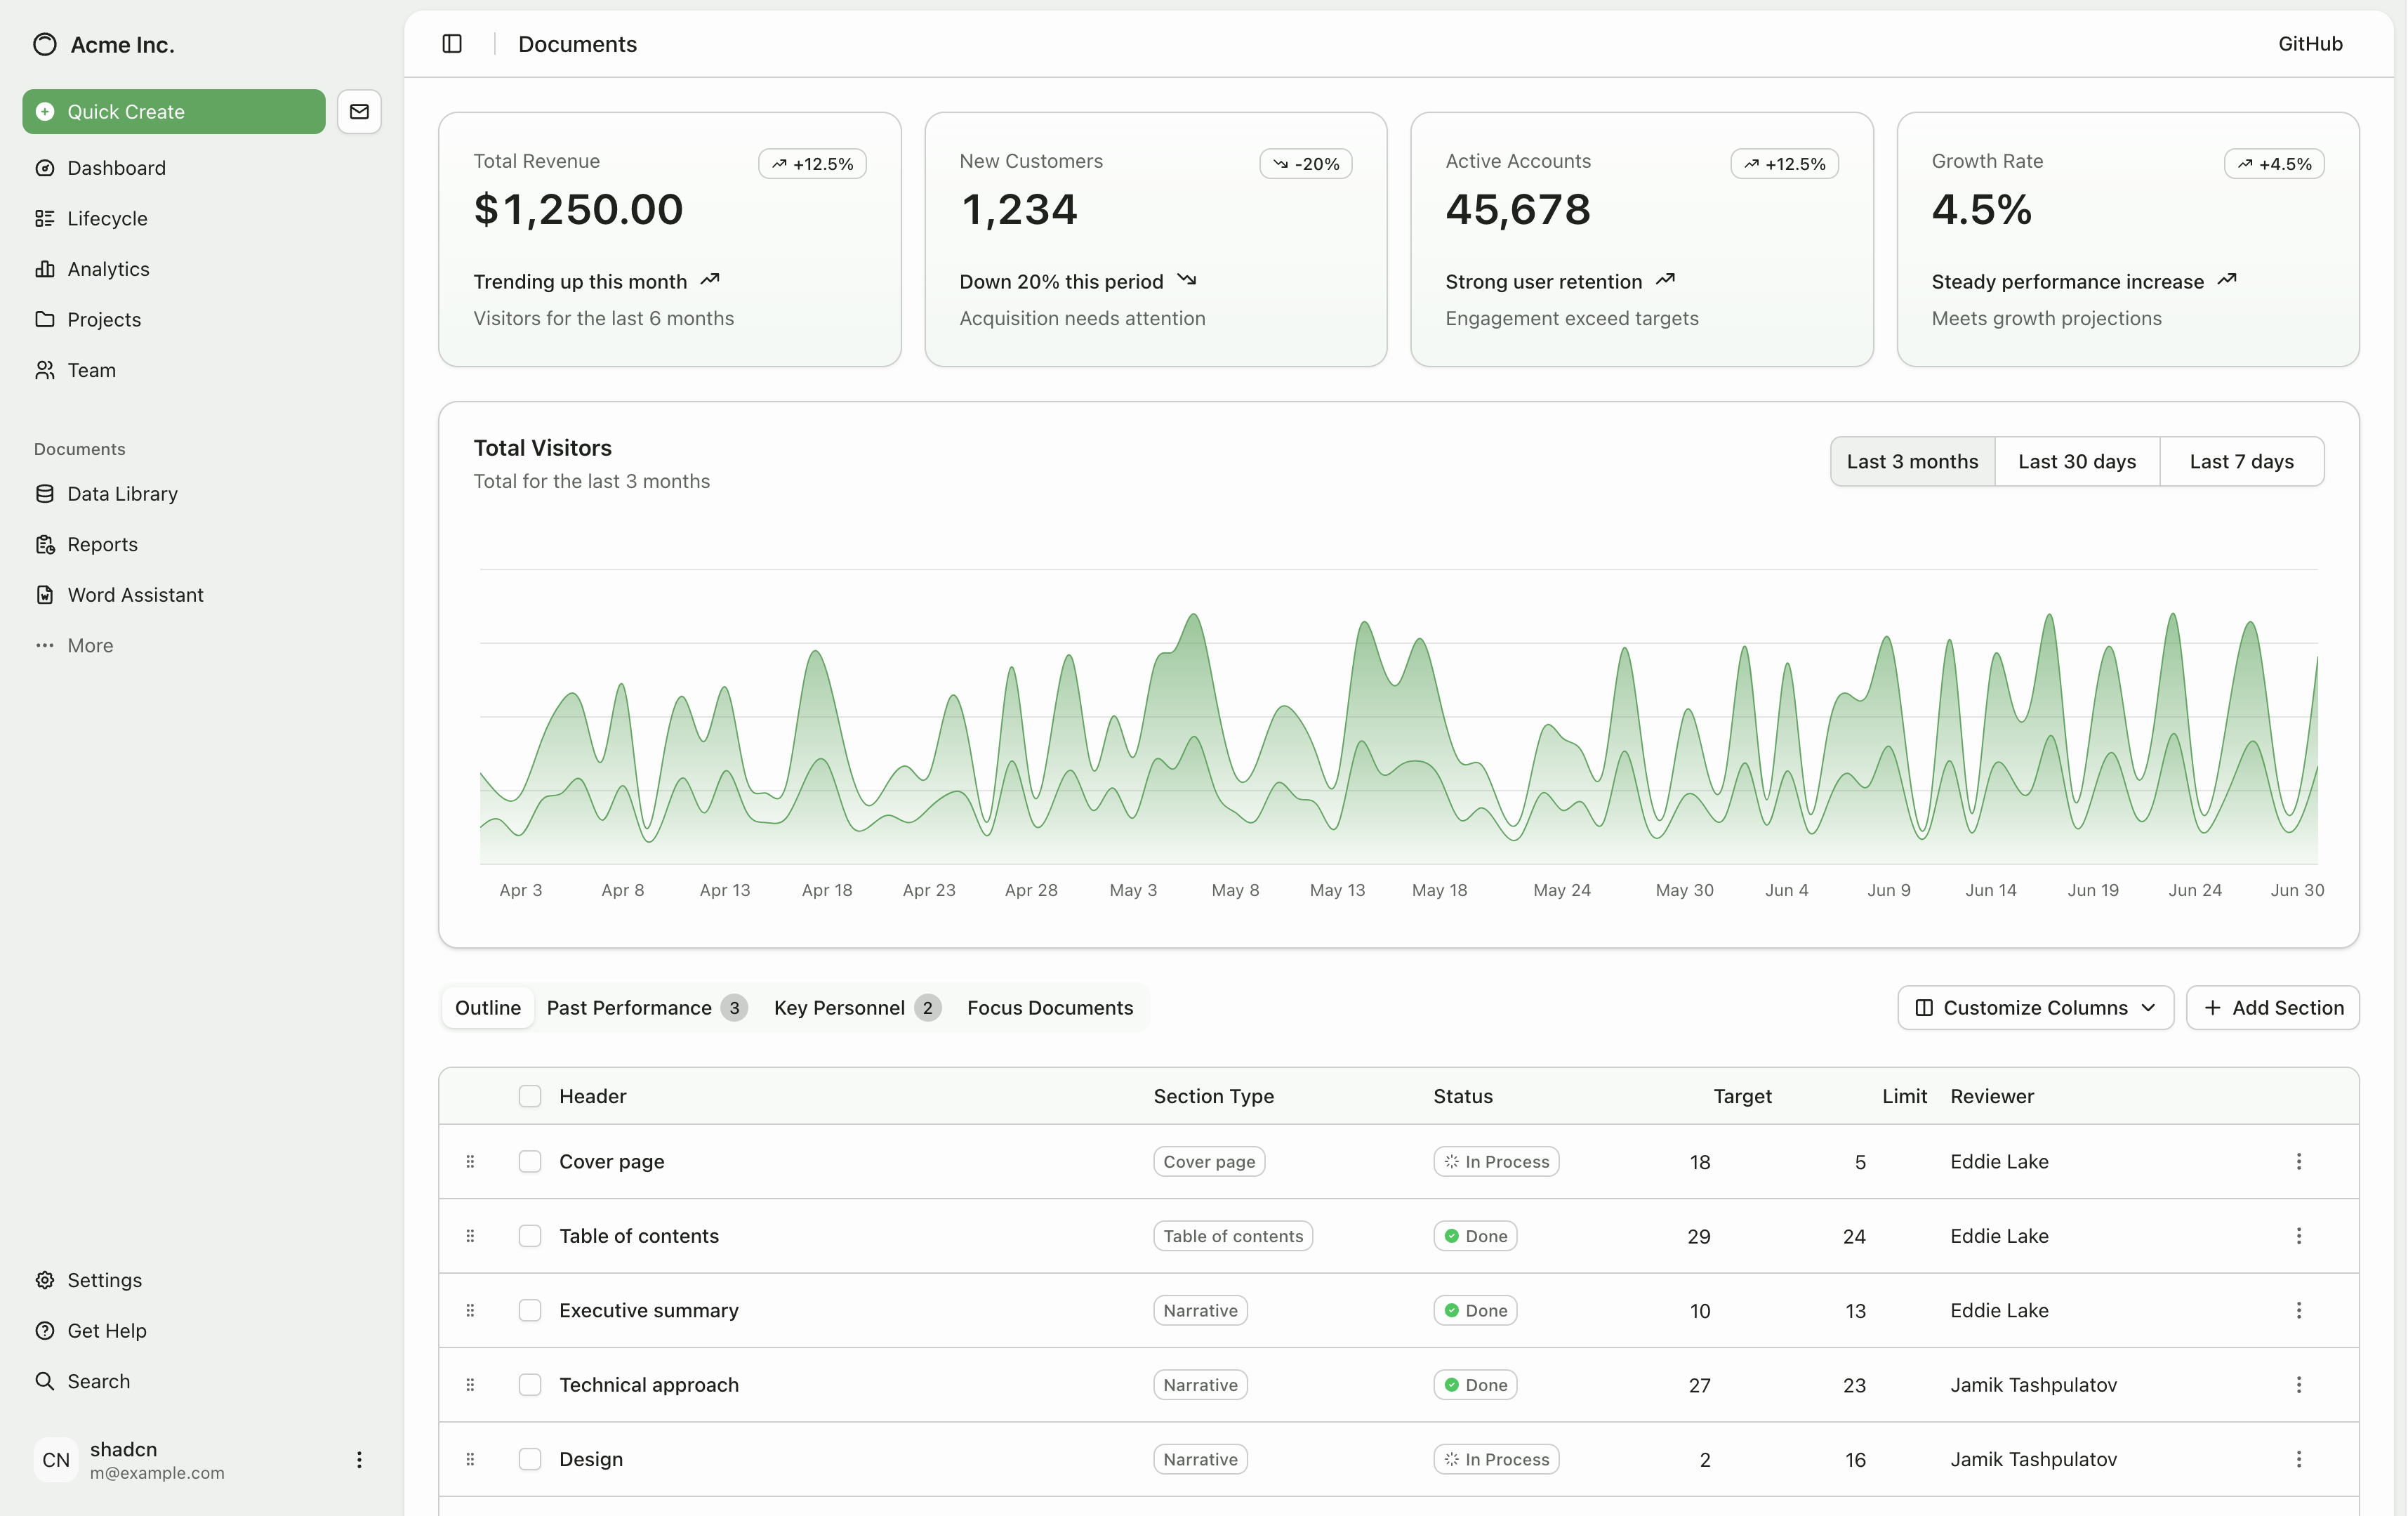 Acme Inc.
Quick Create
Dashboard
Lifecycle
Analytics
Projects
Team
Documents
Data Library
Reports
Word Assistant
More
Settings
Get Help
Search
CN
shadcn
m@example.com
Documents
GitHub
Total Revenue
+12.5%
$1,250.00
Trending up this month
Visitors for the last 6 months
New Customers
-20%
1,234
Down 20% this period
Acquisition needs attention
Active Accounts
+12.5%
45,678
Strong user retention
Engagement exceed targets
Growth Rate
+4.5%
4.5%
Steady performance increase
Meets growth projections
Total Visitors
Total for the last 3 months
Last 3 months Last 30 days Last 7 days
Apr 3 Apr 8 Apr 13 Apr 18 Apr 23 Apr 28 May 3 May 8 May 13 May 18 May 24 May 30 Jun 4 Jun 9 Jun 14 Jun 19 Jun 24 Jun 30
Outline Past Performance 3 Key Personnel 2 Focus Documents
Customize Columns Add Section
Header Section Type Status Target Limit Reviewer
Cover page Cover page In Process 18 5 Eddie Lake
Table of contents Table of contents Done 29 24 Eddie Lake
Executive summary Narrative Done 10 13 Eddie Lake
Technical approach Narrative Done 27 23 Jamik Tashpulatov
Design Narrative In Process 2 16 Jamik Tashpulatov